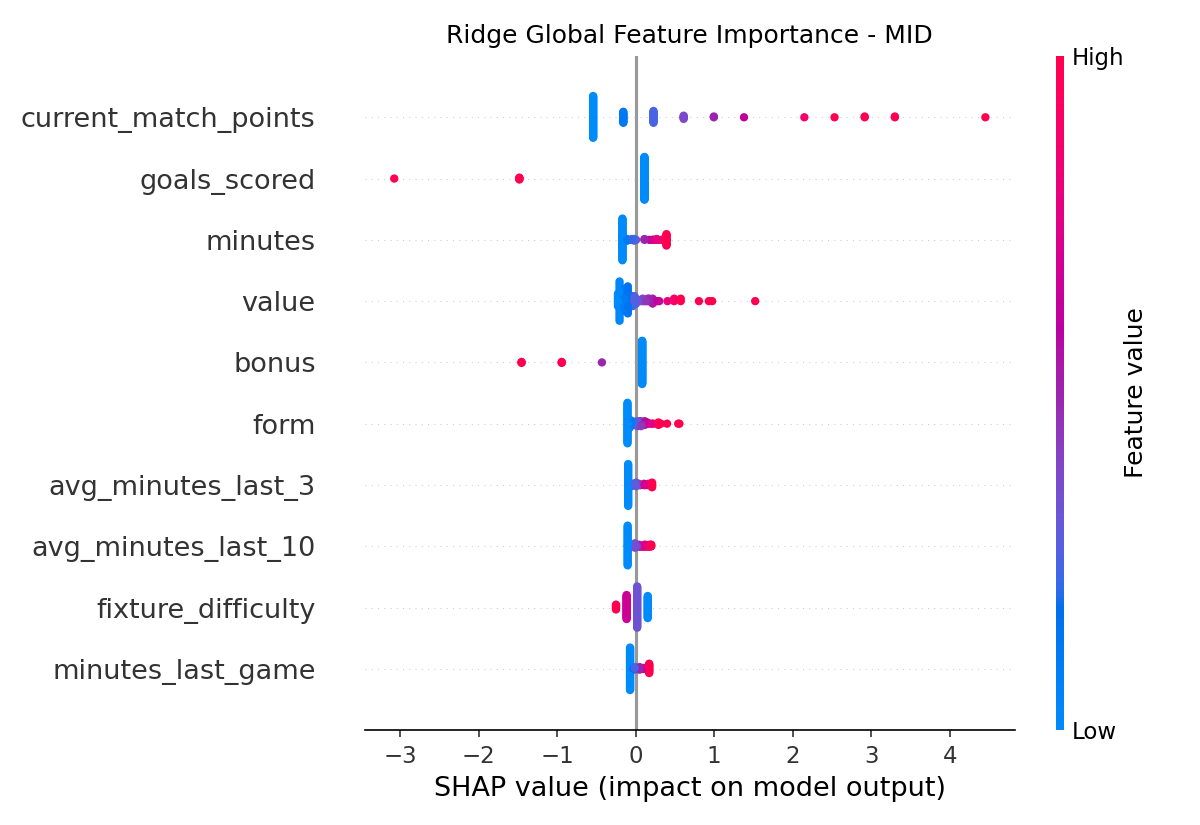 Ridge Global Feature Importance - MID
High
current_match_points
goals_scored
minutes
value
bonus
form
avg_minutes_last_3
avg_minutes_last_10
fixture_difficulty
minutes_last_game
Feature value
Low
−3 −2 −1 0 1 2 3 4
SHAP value (impact on model output)